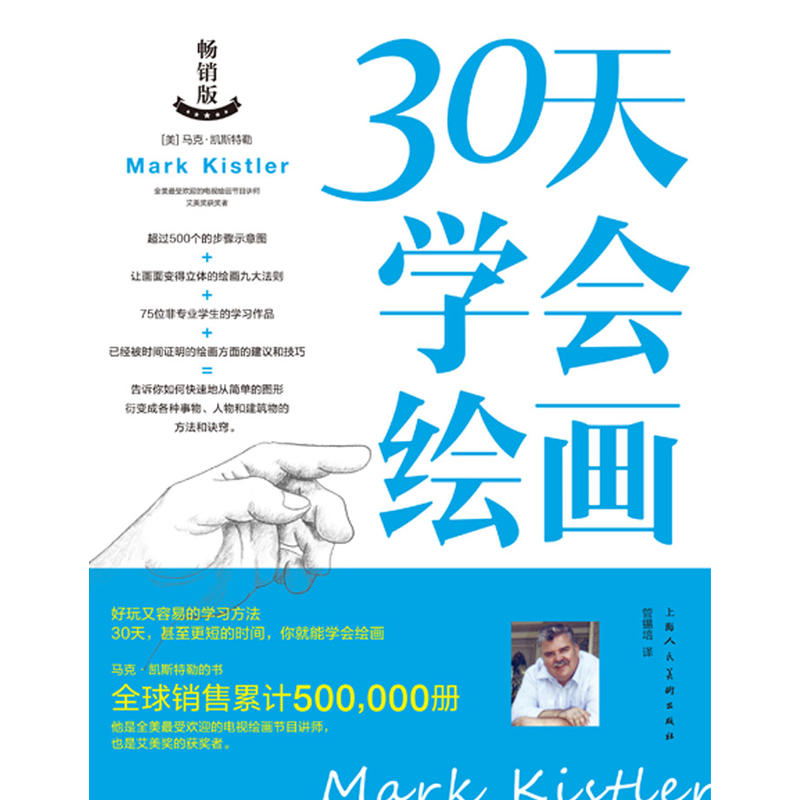 畅销版
30天
学会
绘画
[美] 马克·凯斯特勒
Mark Kistler
全美最受欢迎的电视绘画节目讲师
艾美奖获奖者
超过500个的步骤示意图
+
让画面变得立体的绘画九大法则
+
75位非专业学生的学习作品
+
已经被时间证明的绘画方面的建议和技巧
=
告诉你如何快速地从简单的图形
衍变成各种事物、人物和建筑物的
方法和诀窍。
好玩又容易的学习方法
30天，甚至更短的时间，你就能学会绘画
马克·凯斯特勒的书
全球销售累计500,000册
他是全美最受欢迎的电视绘画节目讲师，
也是艾美奖的获奖者。
管锡培 译
上海人民美术出版社
Mark Kistler